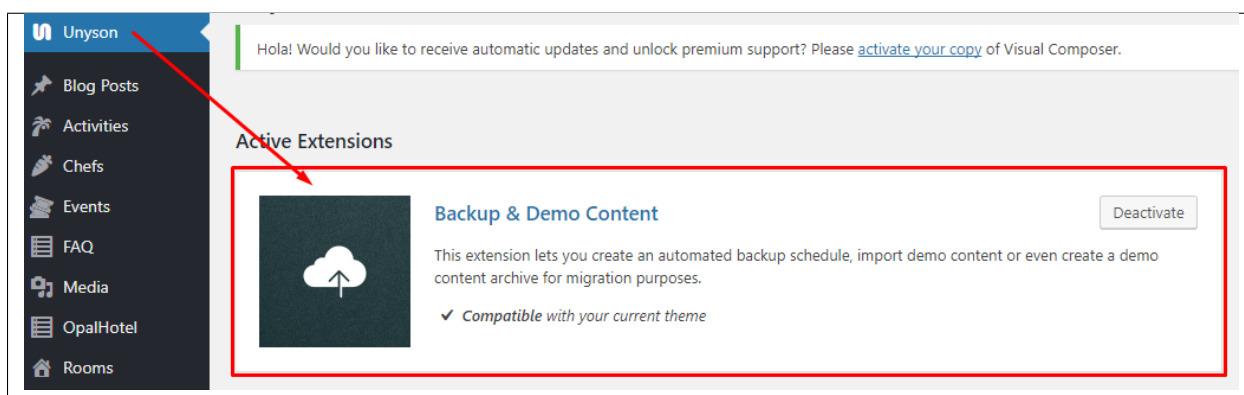 Unyson
Blog Posts
Activities
Chefs
Events
FAQ
Media
OpalHotel
Rooms
Hola! Would you like to receive automatic updates and unlock premium support? Please activate your copy of Visual Composer.
Active Extensions
Backup & Demo Content
Deactivate
This extension lets you create an automated backup schedule, import demo content or even create a demo
content archive for migration purposes.
✔ Compatible with your current theme